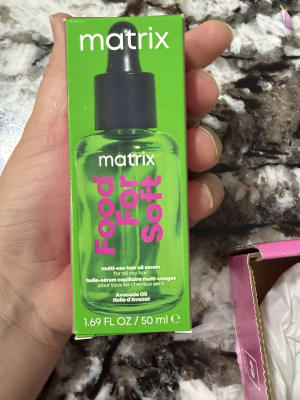 matrix
matrix
Food
For
Soft
multi-use hair oil serum
for all dry hair
huile-sérum capillaire multi-usages
pour tous les cheveux secs
Avocado Oil
Huile d'Avocat
1.69 FL OZ / 50 ml e